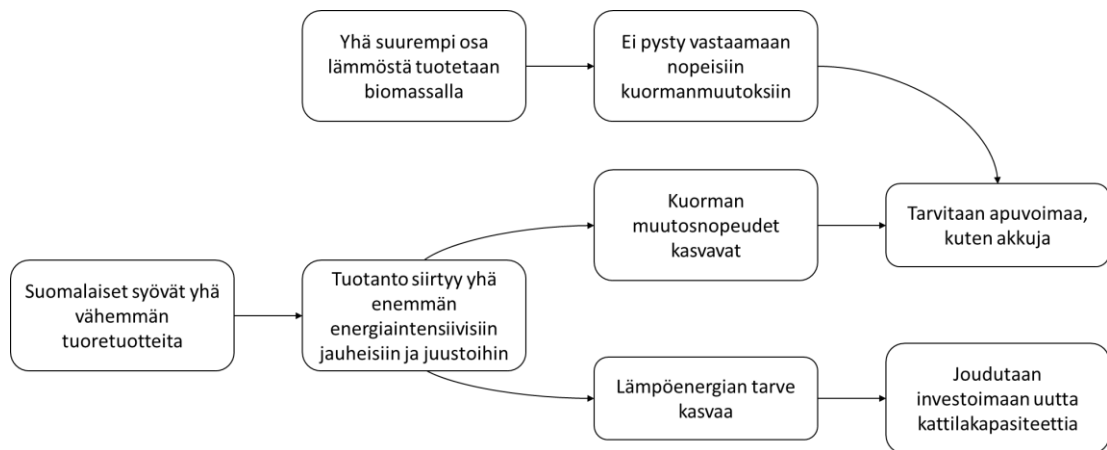 Yhä suurempi osa
lämmöstä tuotetaan
biomassalla
Ei pysty vastaamaan
nopeisiin
kuormanmuutoksiin
Kuorman
muutosnopeudet
kasvavat
Tarvitaan apuvoimaa,
kuten akkuja
Suomalaiset syövät yhä
vähemmän
tuoretuotteita
Tuotanto siirtyy yhä
enemmän
energiaintensiivisiin
jauheisiin ja juustoihin
Lämpöenergian tarve
kasvaa
Joudutaan
investoimaan uutta
kattilakapasiteettia